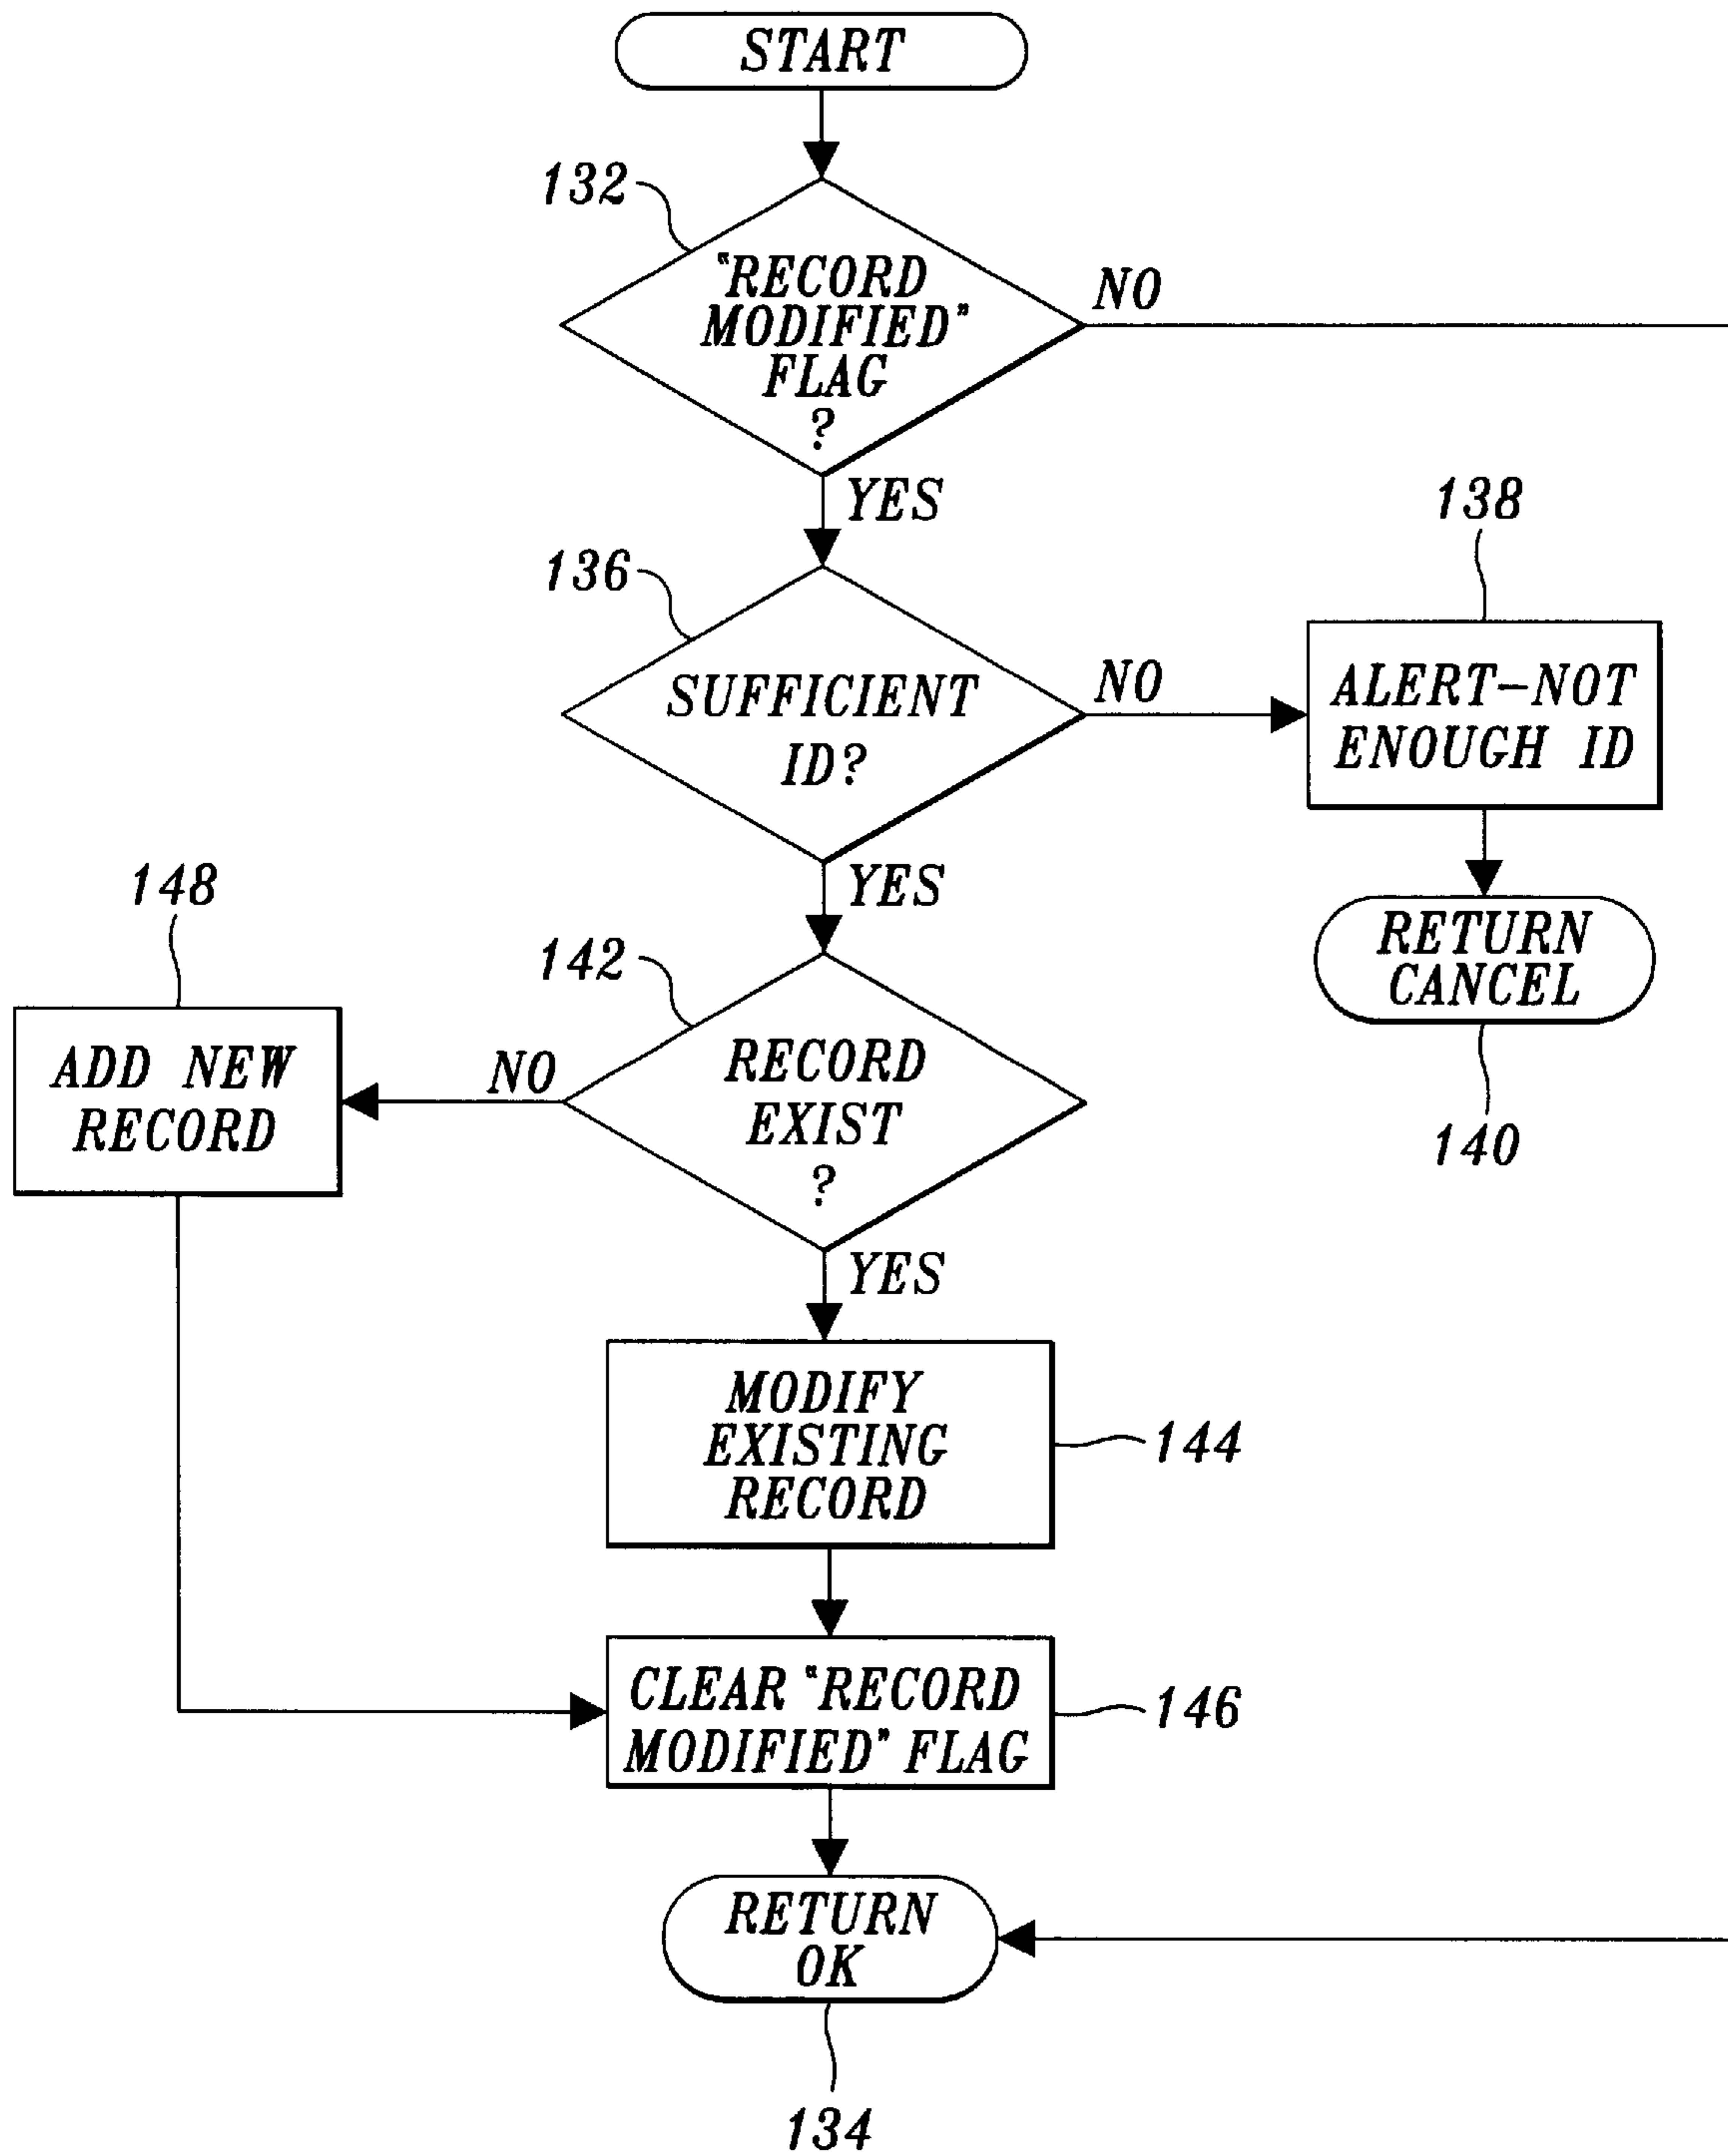 START
132
"RECORD
MODIFIED"
FLAG
?
NO
YES
136
SUFFICIENT
ID?
NO
138
ALERT-NOT
ENOUGH ID
RETURN
CANCEL
140
YES
142
RECORD
EXIST
?
NO
148
ADD NEW
RECORD
YES
MODIFY
EXISTING
RECORD
144
CLEAR "RECORD
MODIFIED" FLAG
146
RETURN
OK
134